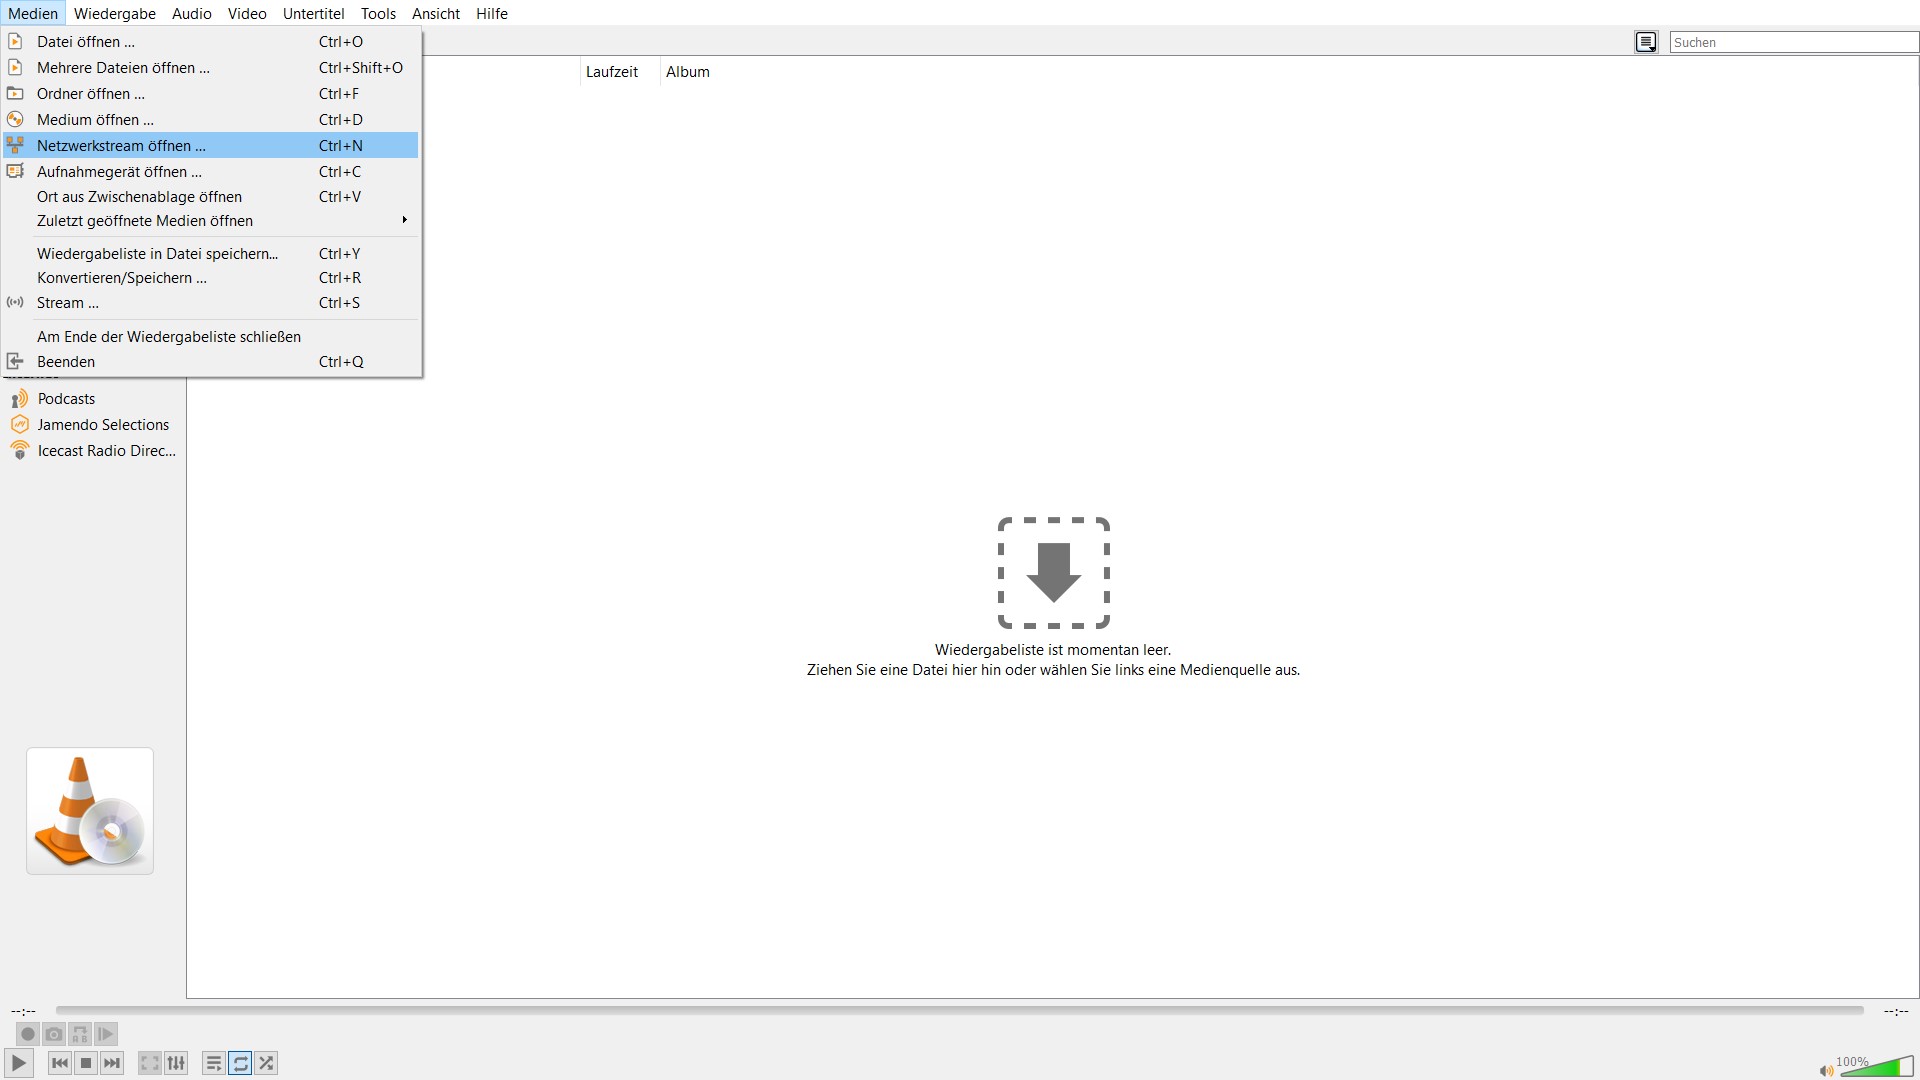 Medien Wiedergabe Audio Video Untertitel Tools Ansicht Hilfe
Datei öffnen ... Ctrl+O
Mehrere Dateien öffnen ... Ctrl+Shift+O
Ordner öffnen ... Ctrl+F
Medium öffnen ... Ctrl+D
Netzwerkstream öffnen ... Ctrl+N
Aufnahmegerät öffnen ... Ctrl+C
Ort aus Zwischenablage öffnen Ctrl+V
Zuletzt geöffnete Medien öffnen
Wiedergabeliste in Datei speichern... Ctrl+Y
Konvertieren/Speichern ... Ctrl+R
Stream ... Ctrl+S
Am Ende der Wiedergabeliste schließen
Beenden Ctrl+Q
Suchen
Laufzeit Album
Podcasts
Jamendo Selections
Icecast Radio Direc...
Wiedergabeliste ist momentan leer.
Ziehen Sie eine Datei hier hin oder wählen Sie links eine Medienquelle aus.
--:-- --:--
A B
100%